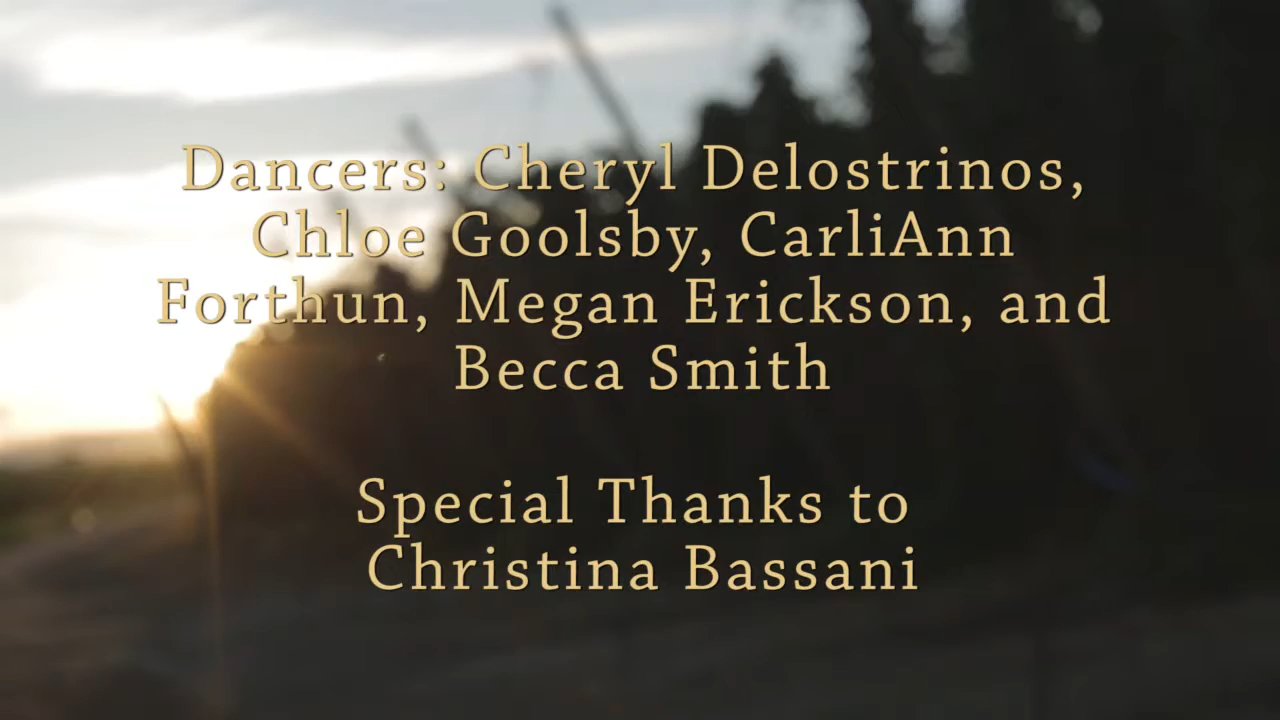 Dancers: Cheryl Delostrinos,
Chloe Goolsby, CarliAnn
Forthun, Megan Erickson, and
Becca Smith
Special Thanks to
Christina Bassani